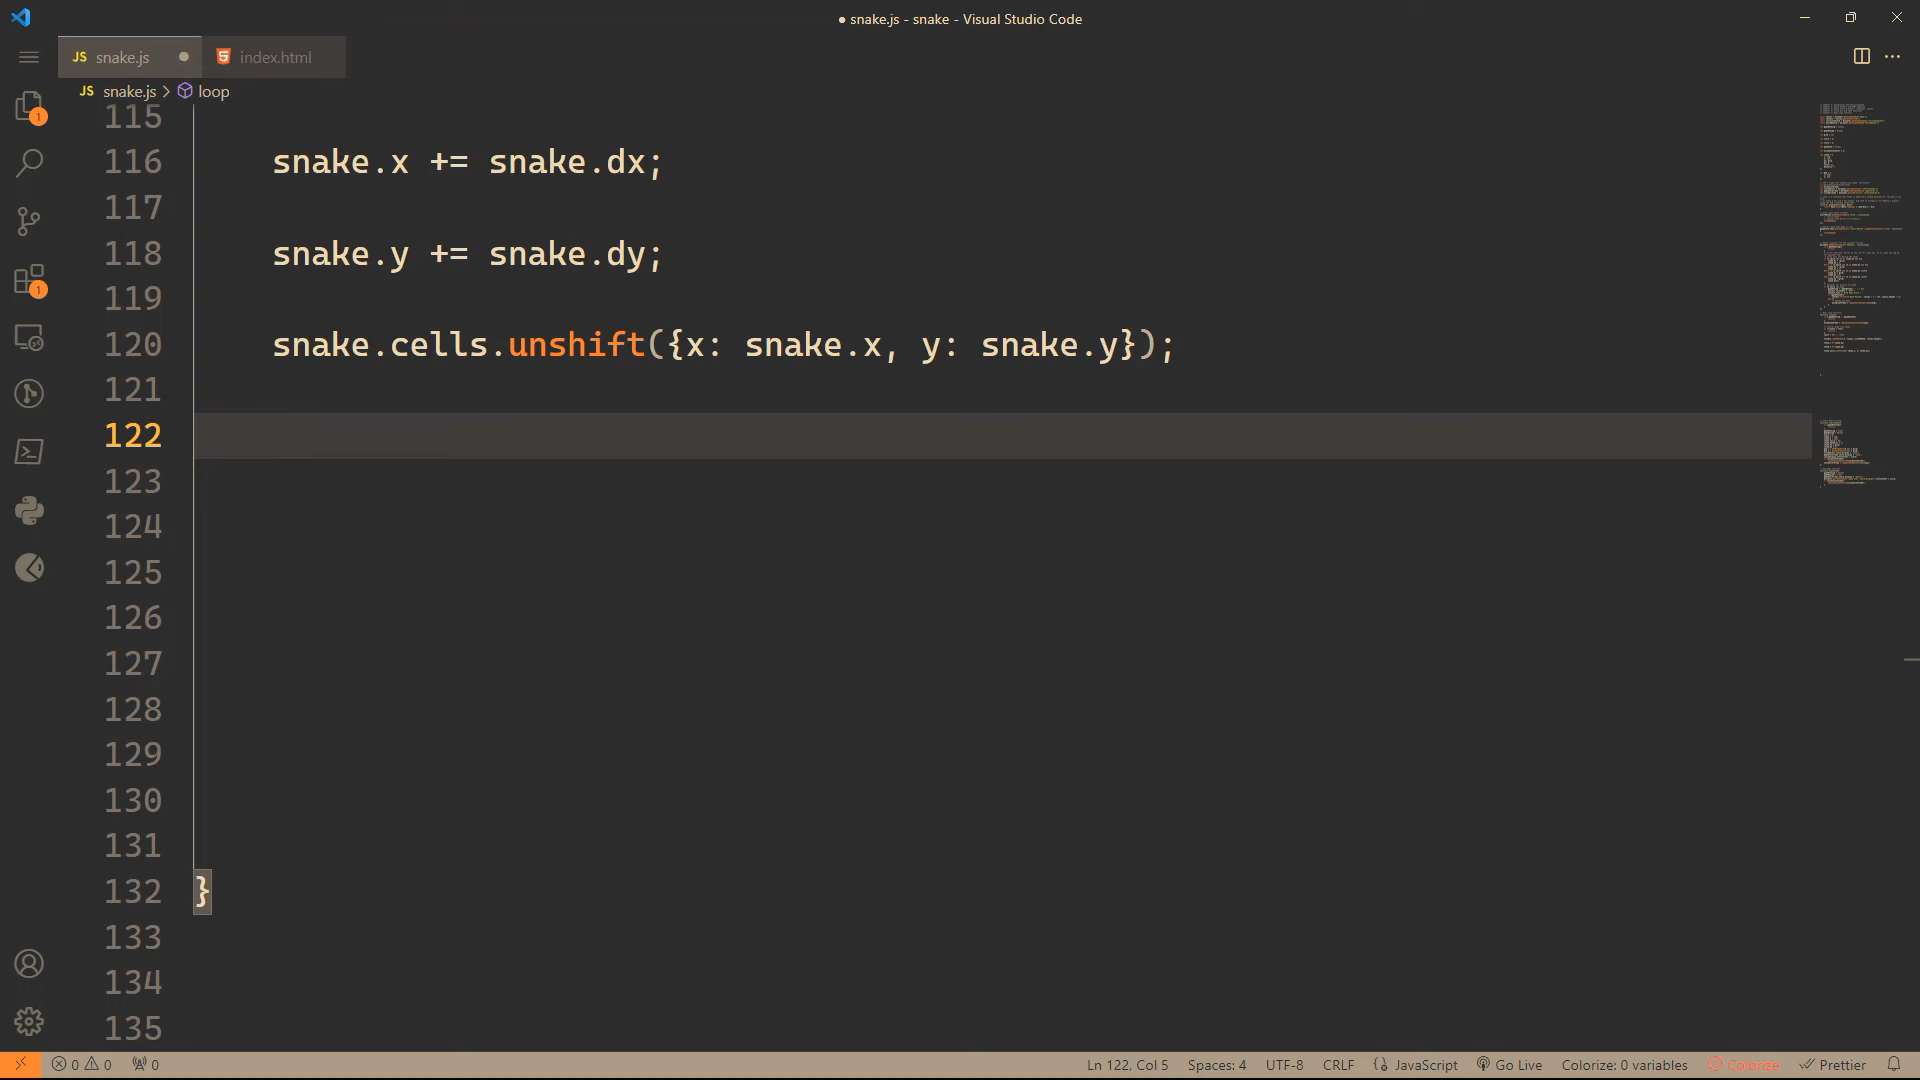 ● snake.js - snake - Visual Studio Code
JS snake.js ● index.html
JS snake.js > loop
115
116 snake.x += snake.dx;
117
118 snake.y += snake.dy;
119
120 snake.cells.unshift({x: snake.x, y: snake.y});
121
122
123
124
125
126
127
128
129
130
131
132 }
133
134
135
1
1
0 0 0 Ln 122, Col 5 Spaces: 4 UTF-8 CRLF JavaScript Go Live Colorize: 0 variables Colorize Prettier